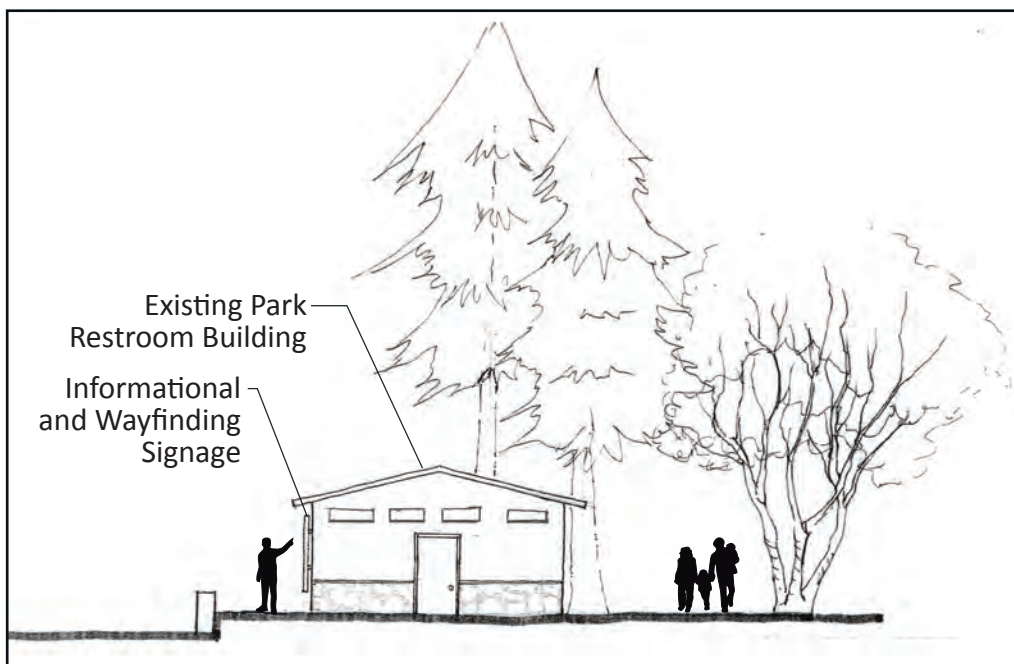 Existing Park
Restroom Building
Informational
and Wayfinding
Signage